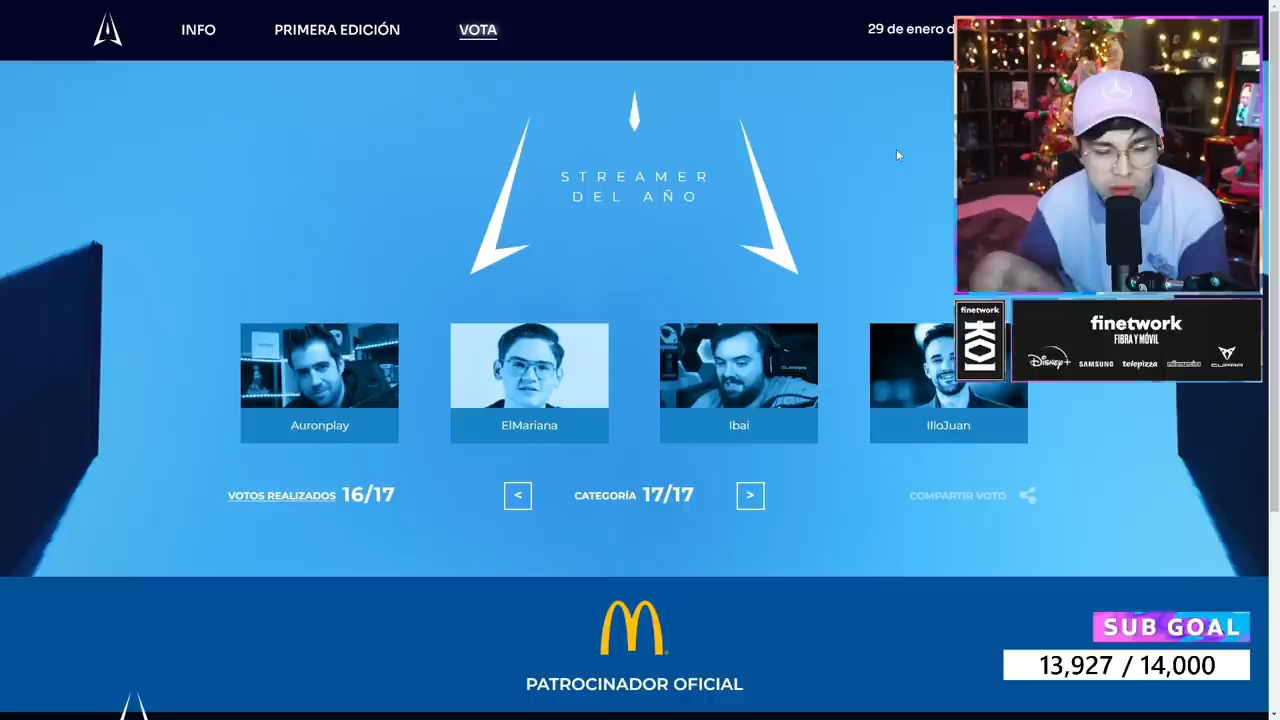 INFO
PRIMERA EDICIÓN
VOTA
29 de enero d
STREAMER
DEL AÑO
Auronplay
ElMariana
Ibai
IlloJuan
VOTOS REALIZADOS 16/17
<
CATEGORÍA 17/17
>
COMPARTIR VOTO
finetwork
KOI
finetwork
FIBRA Y MÓVIL
Disney+
SAMSUNG
telepizza
CUPRA
PATROCINADOR OFICIAL
SUB GOAL
13,927 / 14,000